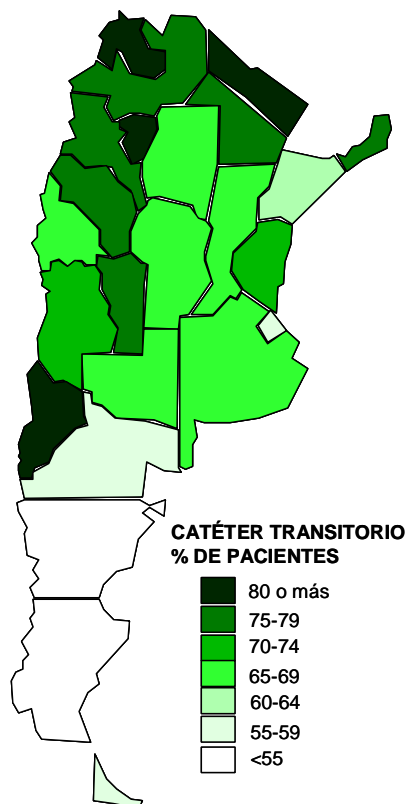 CATÉTER TRANSITORIO
% DE PACIENTES
80 o más
75-79
70-74
65-69
60-64
55-59
<55